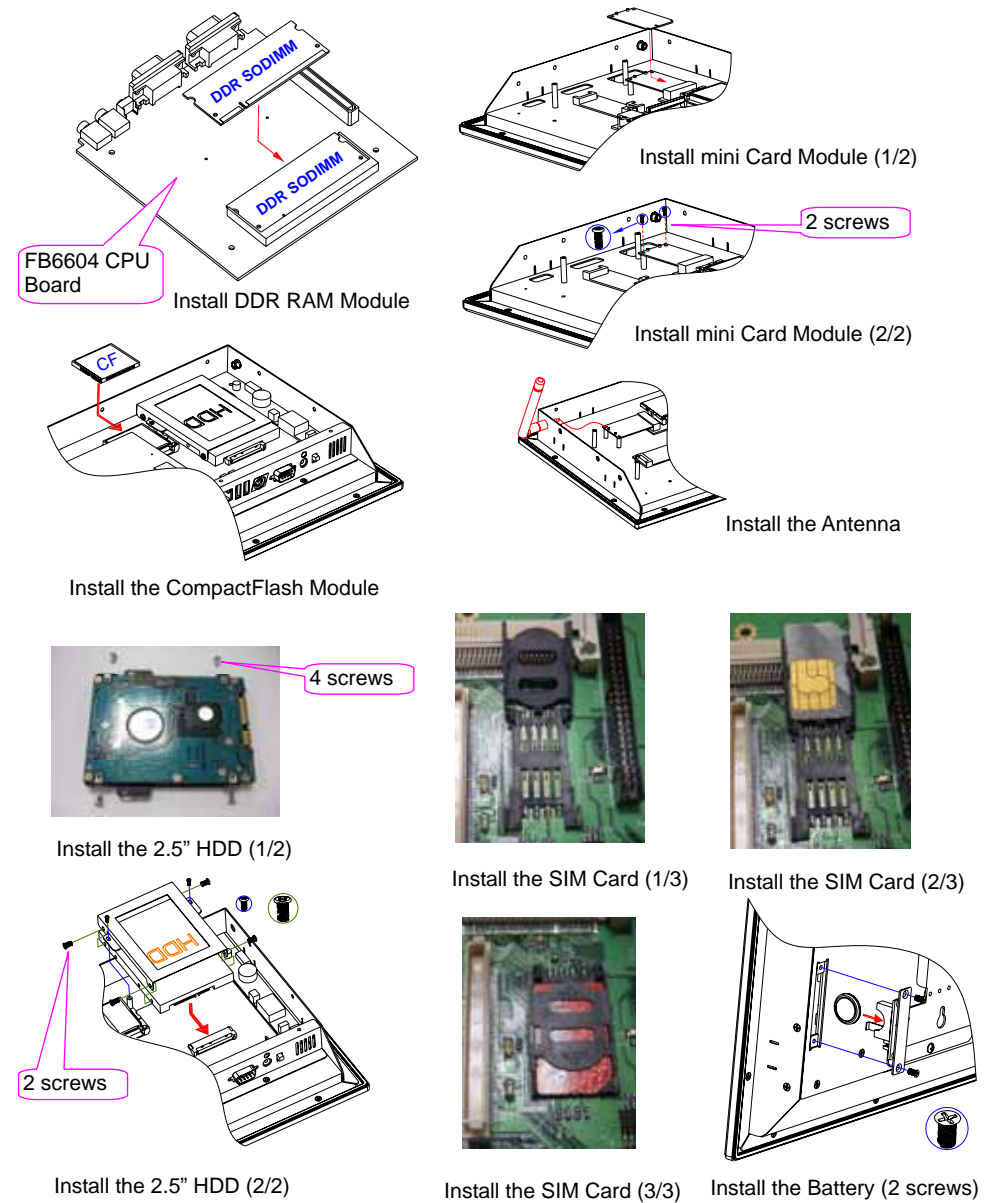 DDR SODIMM
DDR SODIMM
FB6604 CPU
Board
Install DDR RAM Module
Install mini Card Module (1/2)
2 screws
Install mini Card Module (2/2)
CF
HDD
Install the CompactFlash Module
Install the Antenna
4 screws
Install the 2.5” HDD (1/2)
Install the SIM Card (1/3)
Install the SIM Card (2/3)
HDD
2 screws
Install the 2.5” HDD (2/2)
Install the SIM Card (3/3)
Install the Battery (2 screws)